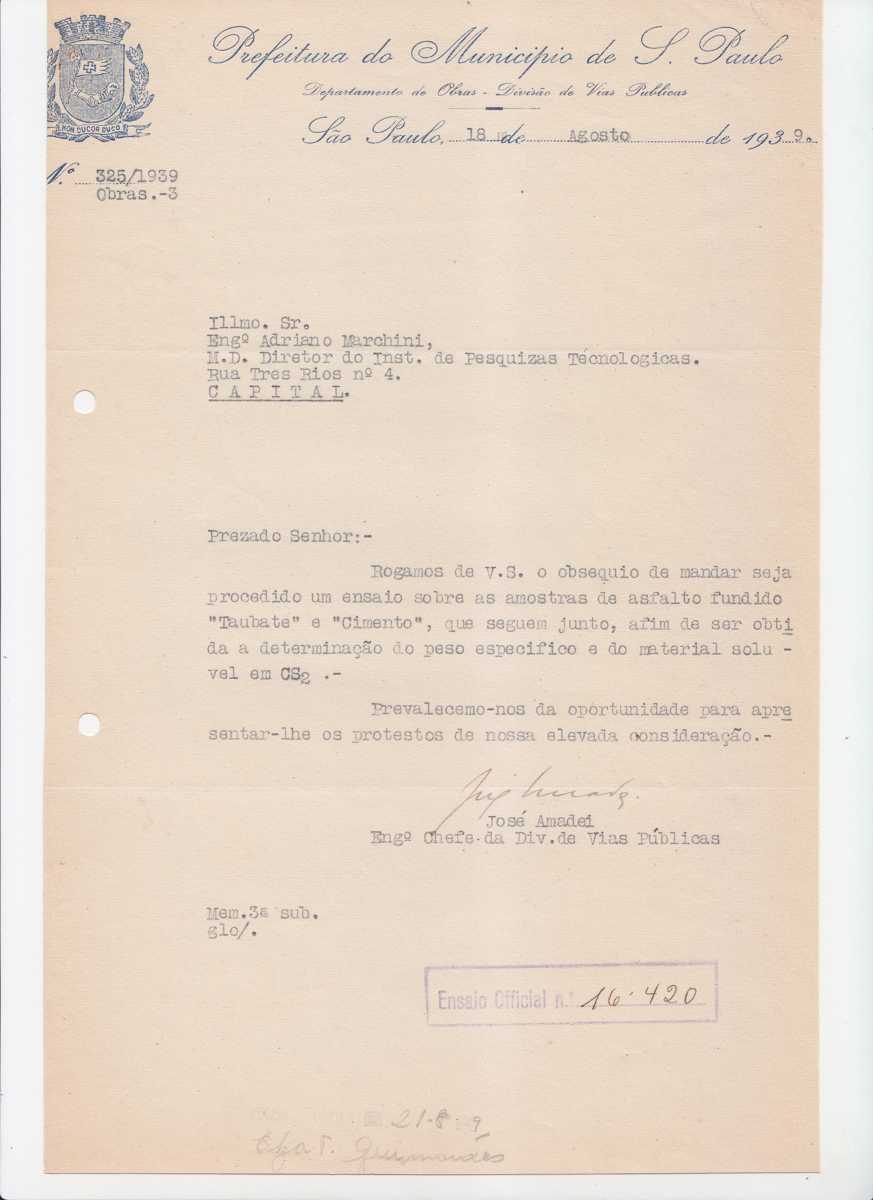 Prefeitura do Municipio de S. Paulo
Departamento de Obras - Divisão de Vias Publicas
São Paulo, 18 de Agosto de 1939.
NON DVCOR DVCO
N.º 325/1939
Obras.-3
Illmo. Sr.
Engº Adriano Marchini,
M.D. Diretor do Inst. de Pesquizas Técnologicas.
Rua Tres Rios nº 4.
C A P I T A L.
Prezado Senhor:-
Rogamos de V.S. o obsequio de mandar seja
procedido um ensaio sobre as amostras de asfalto fundido
"Taubate" e "Cimento", que seguem junto, afim de ser obti
da a determinação do peso especifico e do material solu -
vel em CS2 .-
Prevalecemo-nos da opórtunidade para apre
sentar-lhe os protestos de nossa elevada consideração.-
José Amadei
Engº Chefe da Div.de Vias Públicas
Mem.3ª sub.
glo/.
Ensaio Official n.º 16.420
21.8 9
Guimarães